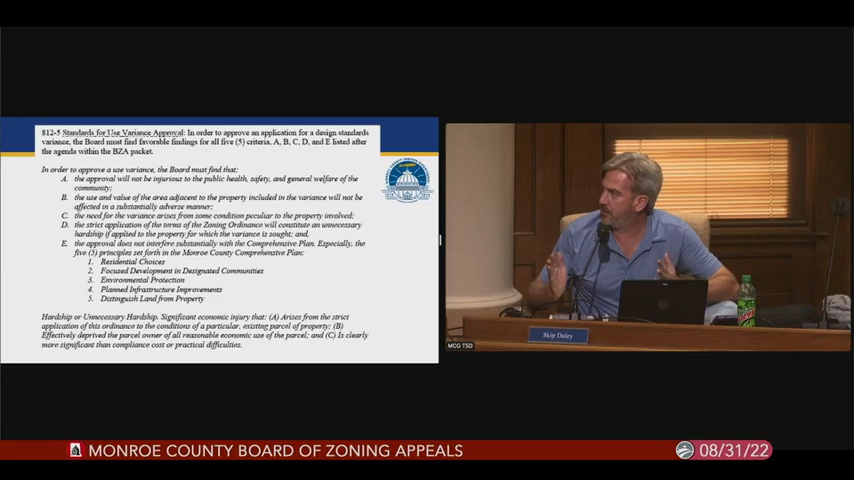 812-5 Standards for Use Variance Approval: In order to approve an application for a design standards
variance, the Board must find favorable findings for all five (5) criteria, A, B, C, D, and E listed after
the agenda within the BZA packet.
In order to approve a use variance, the Board must find that:
A. the approval will not be injurious to the public health, safety, and general welfare of the
community;
B. the use and value of the area adjacent to the property included in the variance will not be
affected in a substantially adverse manner;
C. the need for the variance arises from some condition peculiar to the property involved;
D. the strict application of the terms of the Zoning Ordinance will constitute an unnecessary
hardship if applied to the property for which the variance is sought; and,
E. the approval does not interfere substantially with the Comprehensive Plan. Especially, the
five (5) principles set forth in the Monroe County Comprehensive Plan:
1. Residential Choices
2. Focused Development in Designated Communities
3. Environmental Protection
4. Planned Infrastructure Improvements
5. Distinguish Land from Property
Hardship or Unnecessary Hardship. Significant economic injury that: (A) Arises from the strict
application of this ordinance to the conditions of a particular, existing parcel of property; (B)
Effectively deprived the parcel owner of all reasonable economic use of the parcel; and (C) Is clearly
more significant than compliance cost or practical difficulties.
Skip Daley
MCG TSD
MONROE COUNTY BOARD OF ZONING APPEALS
08/31/22